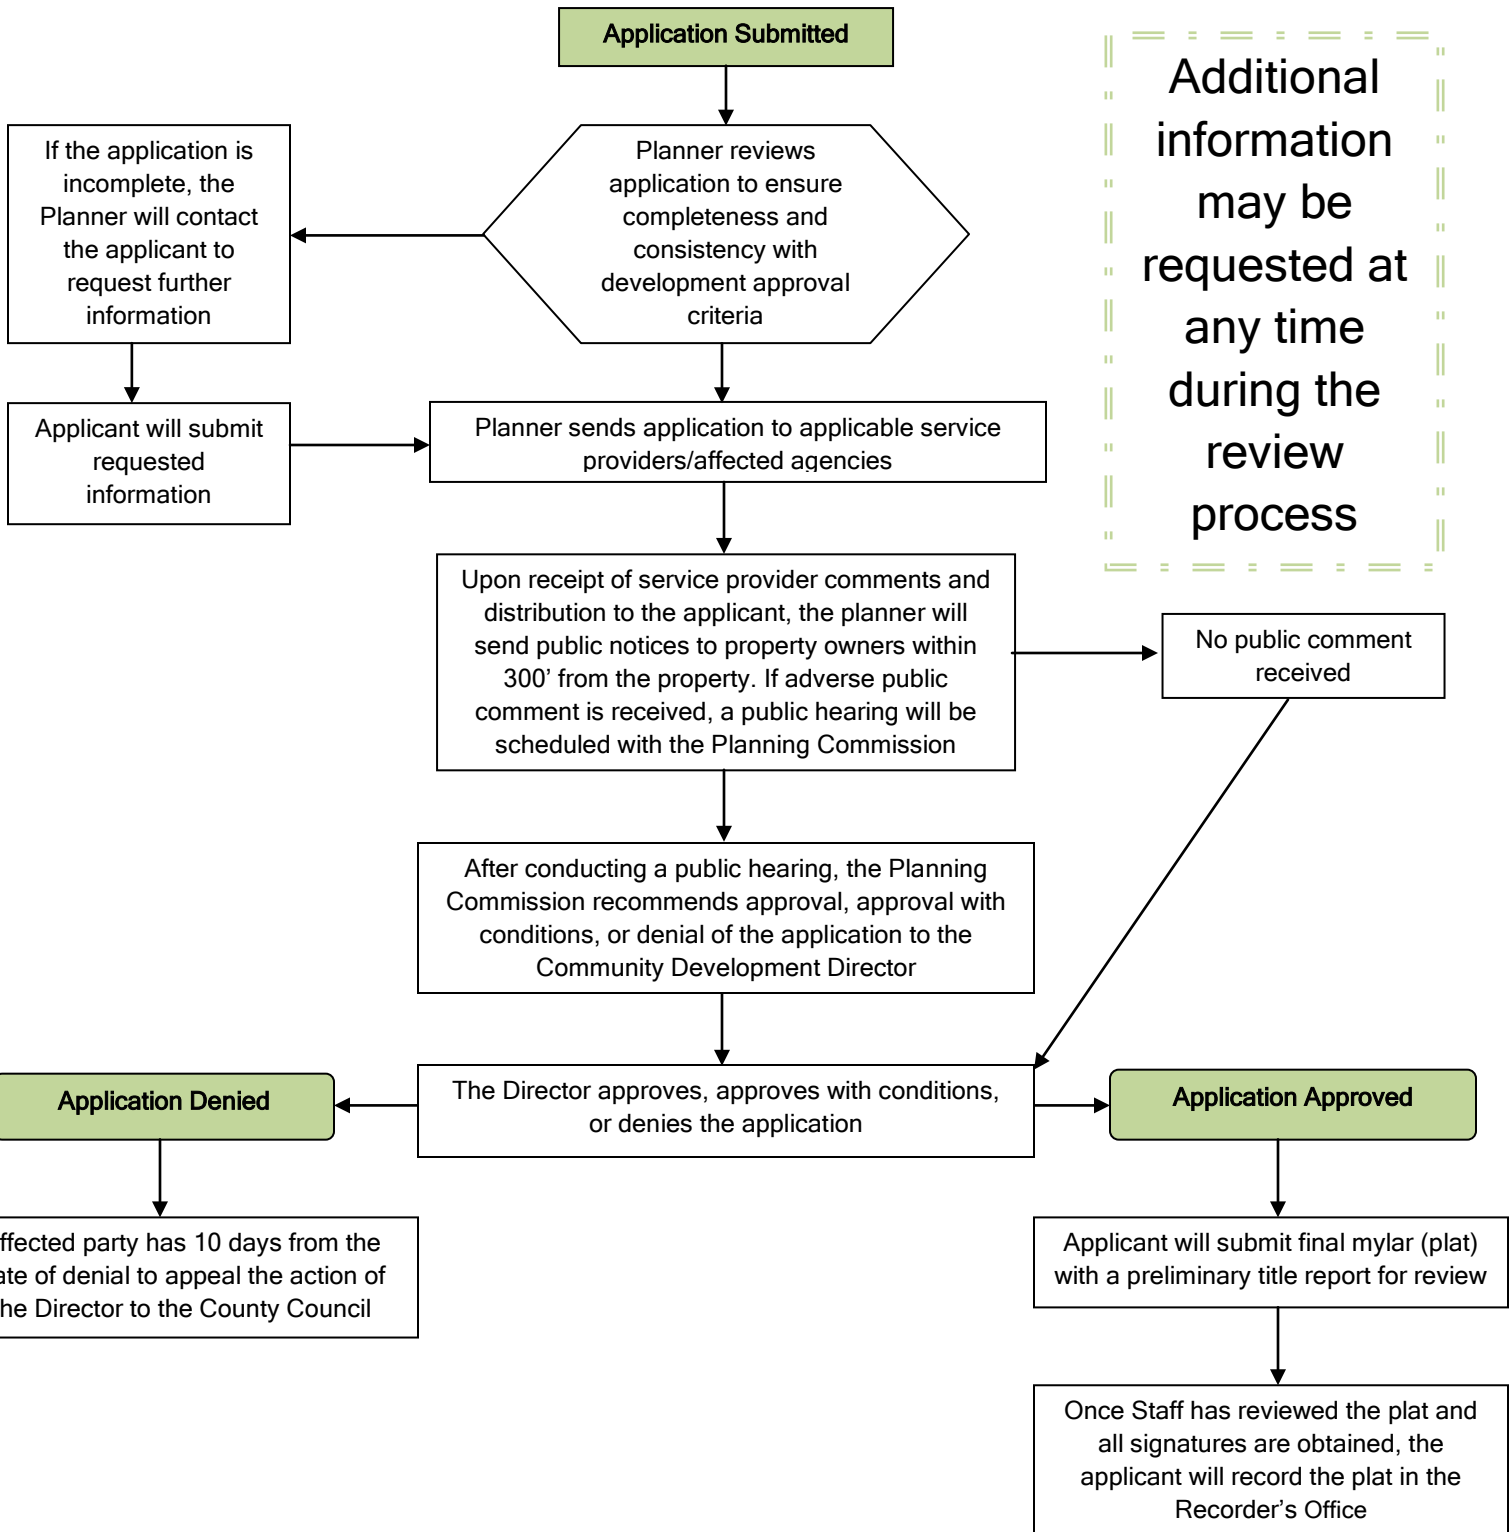 Application Submitted
Additional
information
may be
requested at
any time
during the
review
process
If the application is
incomplete, the
Planner will contact
the applicant to
request further
information
Planner reviews
application to ensure
completeness and
consistency with
development approval
criteria
Applicant will submit
requested
information
Planner sends application to applicable service
providers/affected agencies
Upon receipt of service provider comments and
distribution to the applicant, the planner will
send public notices to property owners within
300’ from the property. If adverse public
comment is received, a public hearing will be
scheduled with the Planning Commission
No public comment
received
After conducting a public hearing, the Planning
Commission recommends approval, approval with
conditions, or denial of the application to the
Community Development Director
Application Denied
The Director approves, approves with conditions,
or denies the application
Application Approved
ffected party has 10 days from the
ate of denial to appeal the action of
he Director to the County Council
Applicant will submit final mylar (plat)
with a preliminary title report for review
Once Staff has reviewed the plat and
all signatures are obtained, the
applicant will record the plat in the
Recorder’s Office